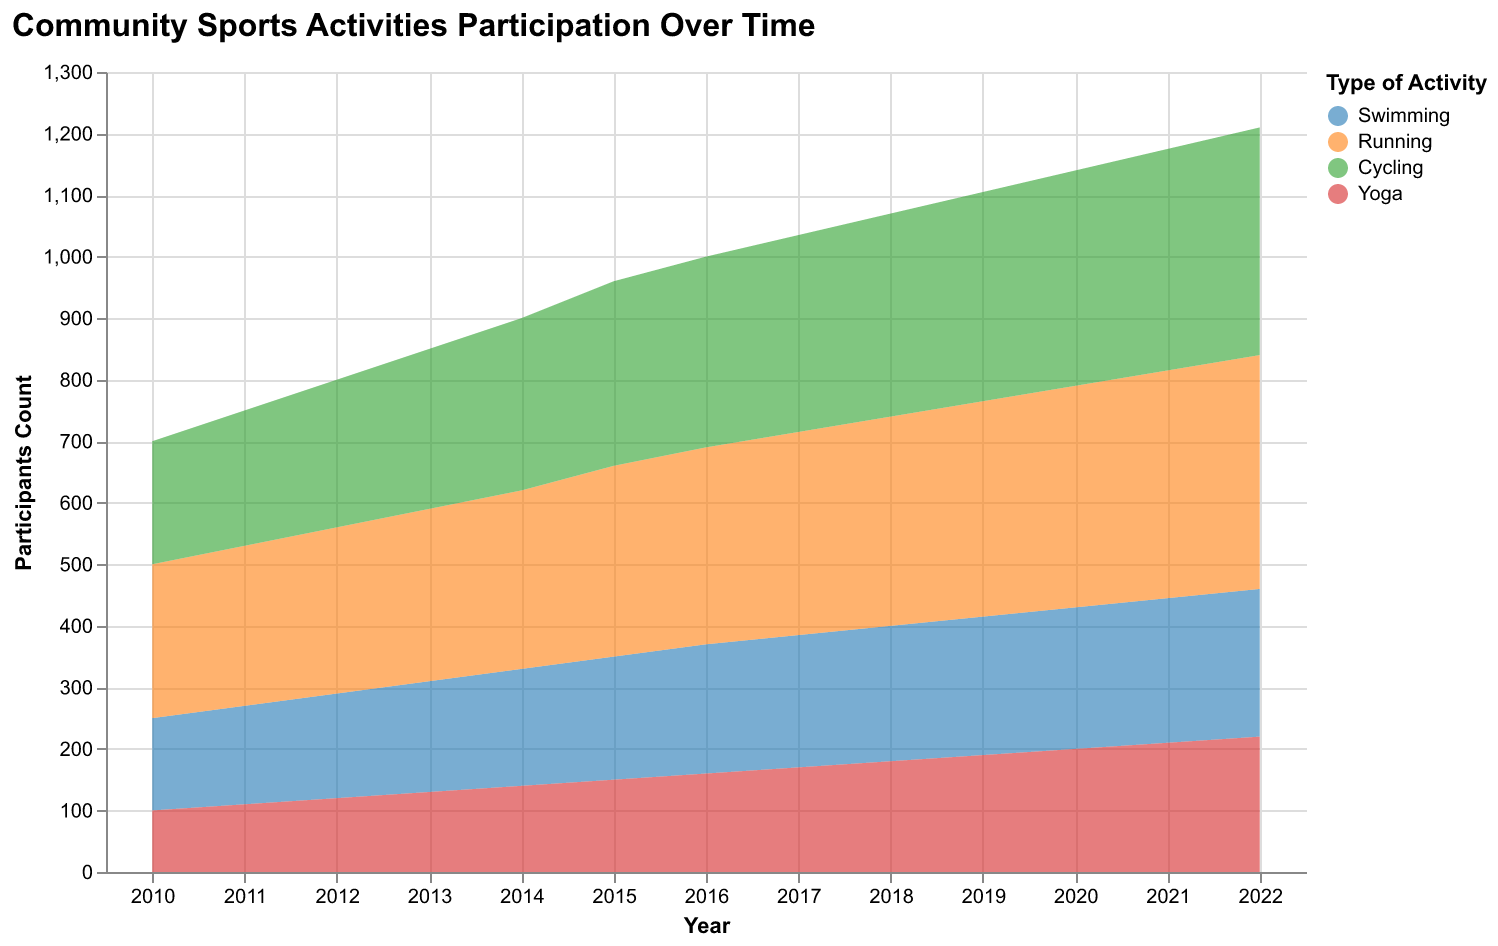 Community Sports Activities Participation Over Time
1,300
1,200
1,100
1,000
900
800
700
600
500
400
300
200
100
0
Participants Count
2010 2011 2012 2013 2014 2015 2016 2017 2018 2019 2020 2021 2022
Year
Type of Activity
Swimming
Running
Cycling
Yoga